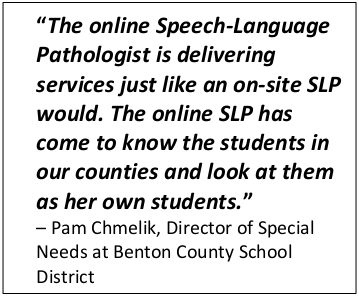 “The online Speech-Language
Pathologist is delivering
services just like an on-site SLP
would. The online SLP has
come to know the students in
our counties and look at them
as her own students.”
– Pam Chmelik, Director of Special
Needs at Benton County School
District